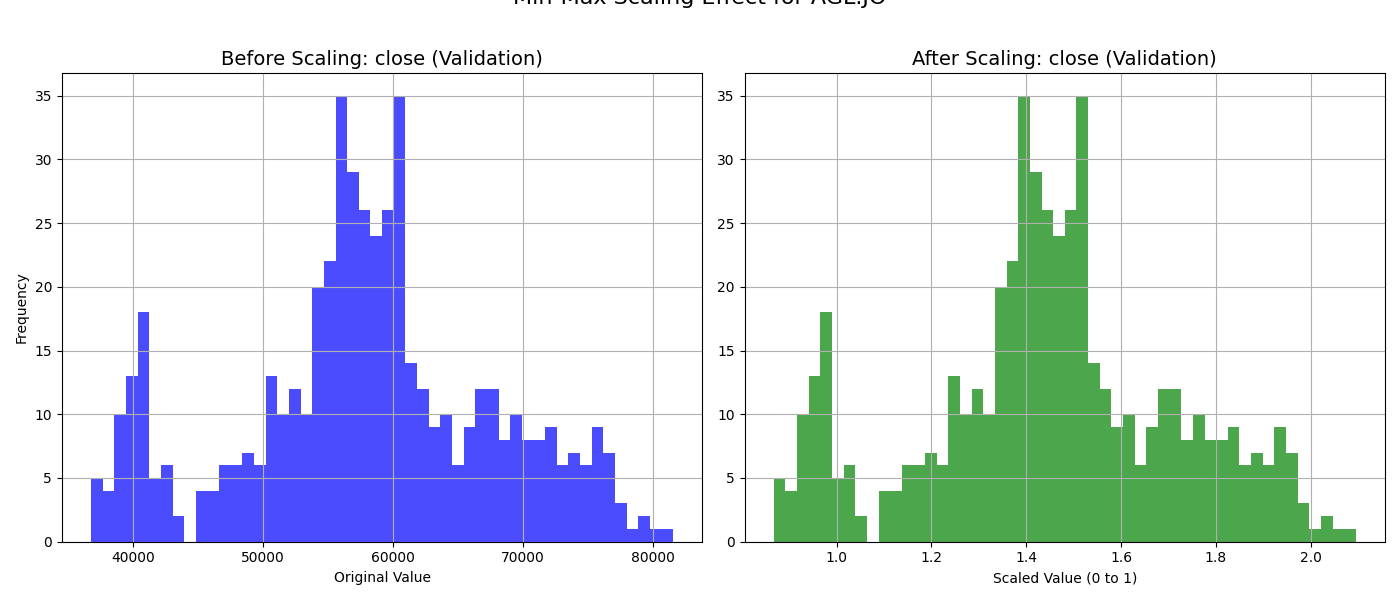 Min-Max Scaling Effect for AGL.JO
Before Scaling: close (Validation)
After Scaling: close (Validation)
Frequency
35
30
25
20
15
10
5
0
40000 50000 60000 70000 80000
Original Value
35
30
25
20
15
10
5
0
1.0 1.2 1.4 1.6 1.8 2.0
Scaled Value (0 to 1)